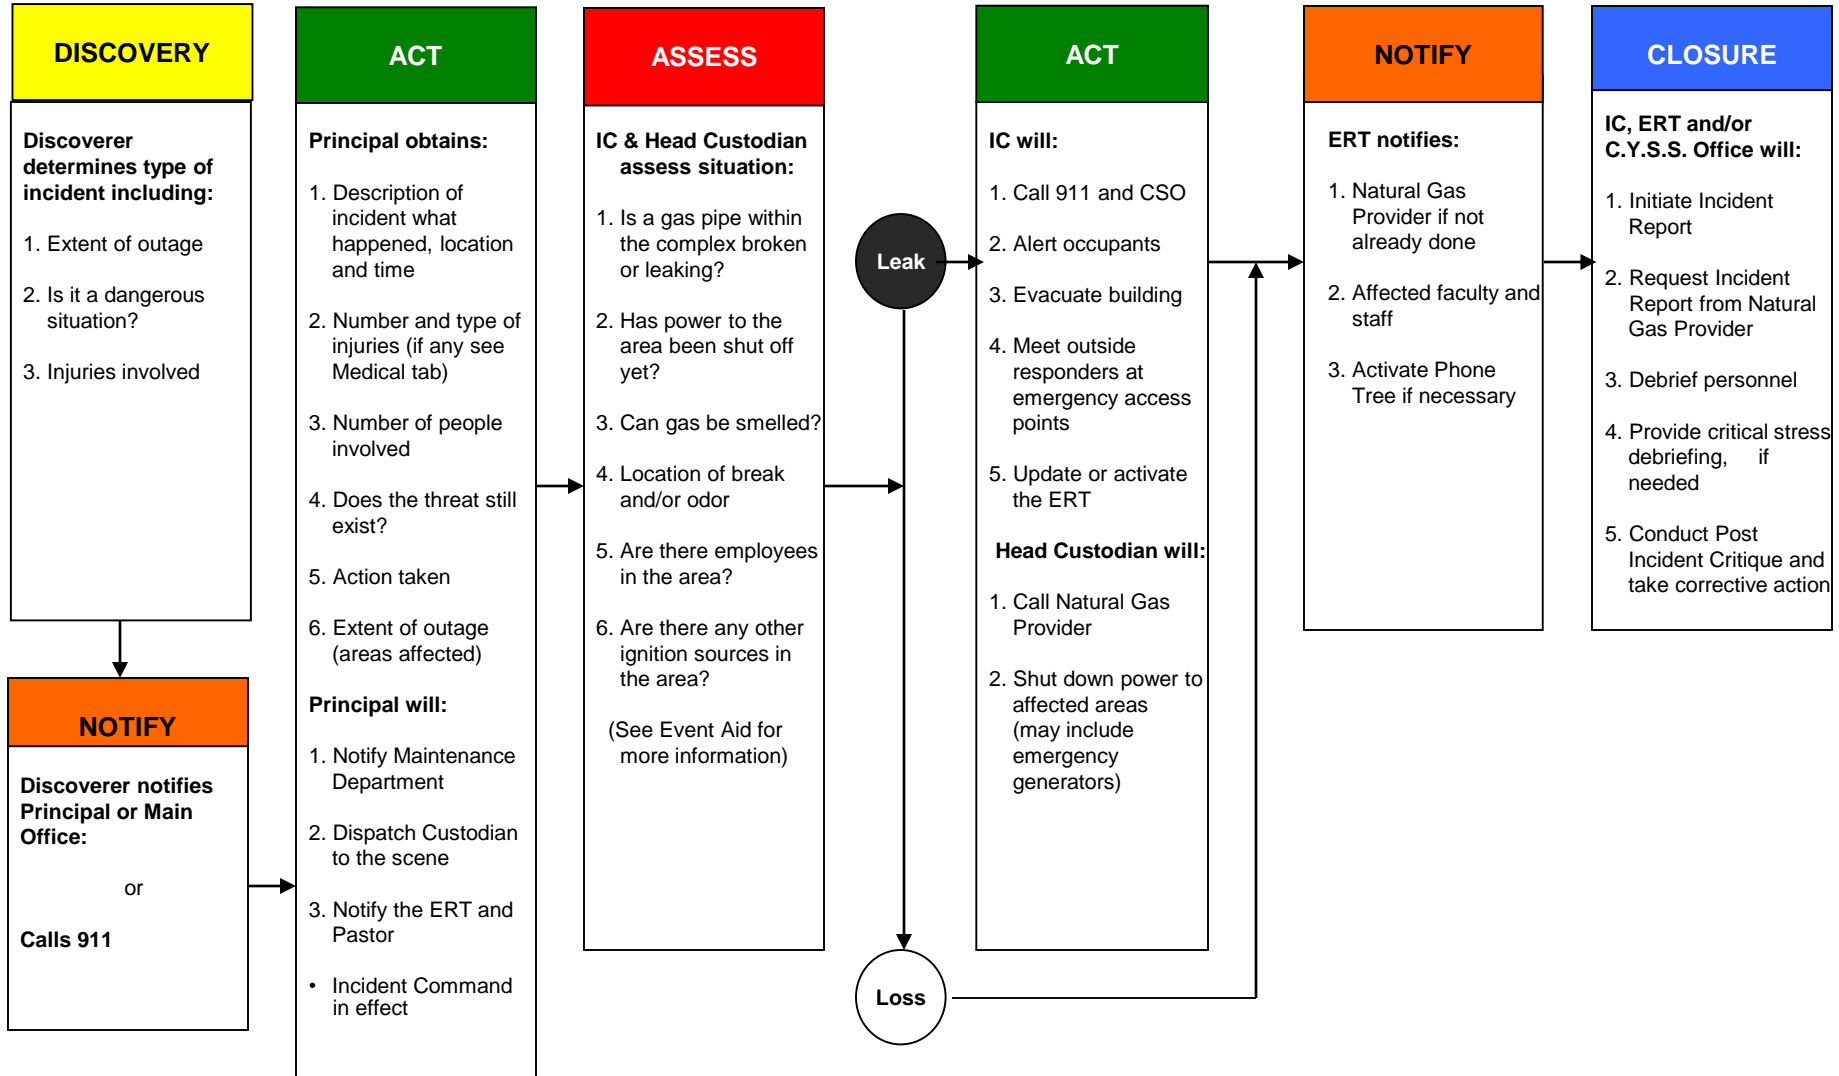 DISCOVERY
Discoverer
determines type of
incident including:
1. Extent of outage
2. Is it a dangerous
situation?
3. Injuries involved
NOTIFY
Discoverer notifies
Principal or Main
Office:
or
Calls 911
ACT
Principal obtains:
1. Description of
incident what
happened, location
and time
2. Number and type of
injuries (if any see
Medical tab)
3. Number of people
involved
4. Does the threat still
exist?
5. Action taken
6. Extent of outage
(areas affected)
Principal will:
1. Notify Maintenance
Department
2. Dispatch Custodian
to the scene
3. Notify the ERT and
Pastor
• Incident Command
in effect
ASSESS
IC & Head Custodian
assess situation:
1. Is a gas pipe within
the complex broken
or leaking?
2. Has power to the
area been shut off
yet?
3. Can gas be smelled?
4. Location of break
and/or odor
5. Are there employees
in the area?
6. Are there any other
ignition sources in
the area?
(See Event Aid for
more information)
Leak
Loss
ACT
IC will:
1. Call 911 and CSO
2. Alert occupants
3. Evacuate building
4. Meet outside
responders at
emergency access
points
5. Update or activate
the ERT
Head Custodian will:
1. Call Natural Gas
Provider
2. Shut down power to
affected areas
(may include
emergency
generators)
NOTIFY
ERT notifies:
1. Natural Gas
Provider if not
already done
2. Affected faculty and
staff
3. Activate Phone
Tree if necessary
CLOSURE
IC, ERT and/or
C.Y.S.S. Office will:
1. Initiate Incident
Report
2. Request Incident
Report from Natural
Gas Provider
3. Debrief personnel
4. Provide critical stress
debriefing, if
needed
5. Conduct Post
Incident Critique and
take corrective action